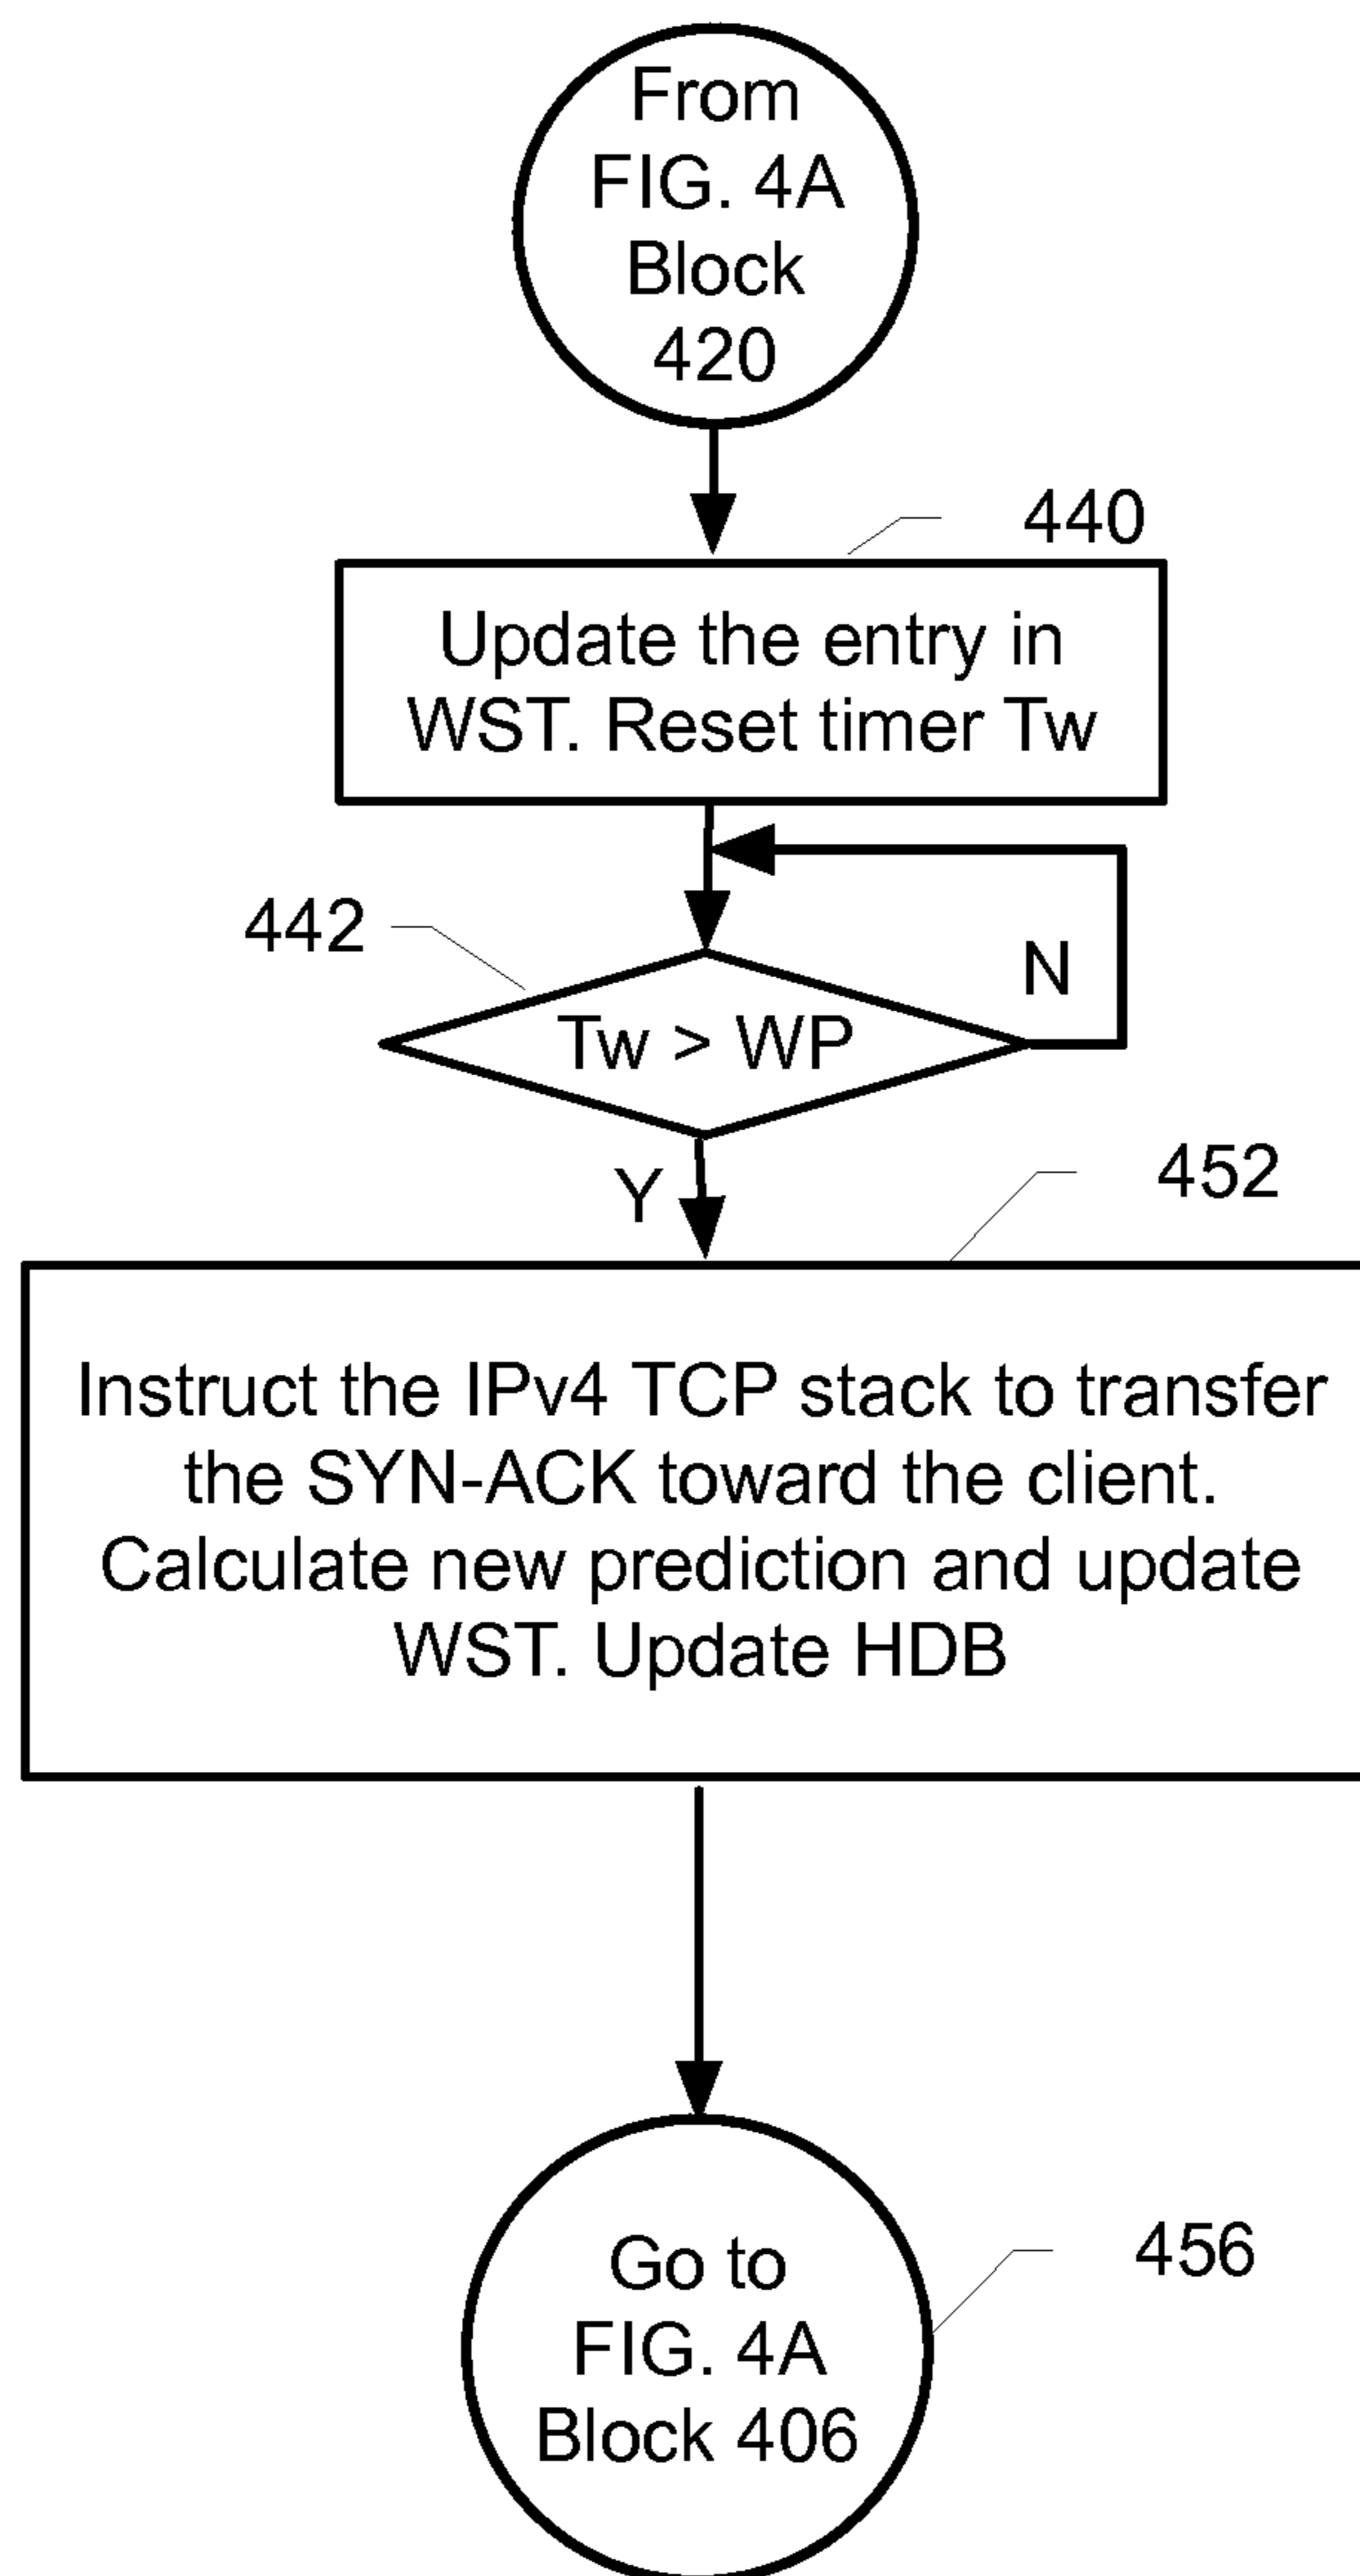 From
FIG. 4A
Block
420
440
Update the entry in
WST. Reset timer Tw
442
N
Tw > WP
Y
452
Instruct the IPv4 TCP stack to transfer
the SYN-ACK toward the client.
Calculate new prediction and update
WST. Update HDB
Go to
FIG. 4A
Block 406
456